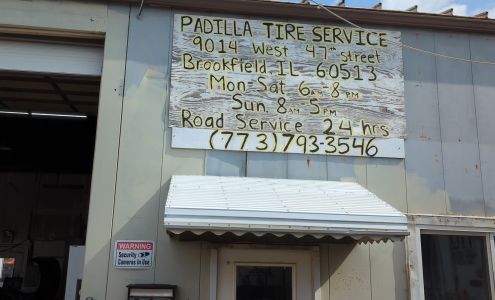 PADILLA TIRE SERVICE
9014 West 47th Street
Brookfield, IL 60513
Mon-Sat 6AM-8PM
Sun. 8AM-5PM
Road Service 24-hrs
(773)793-3546
WARNING
Security
Cameras in Use